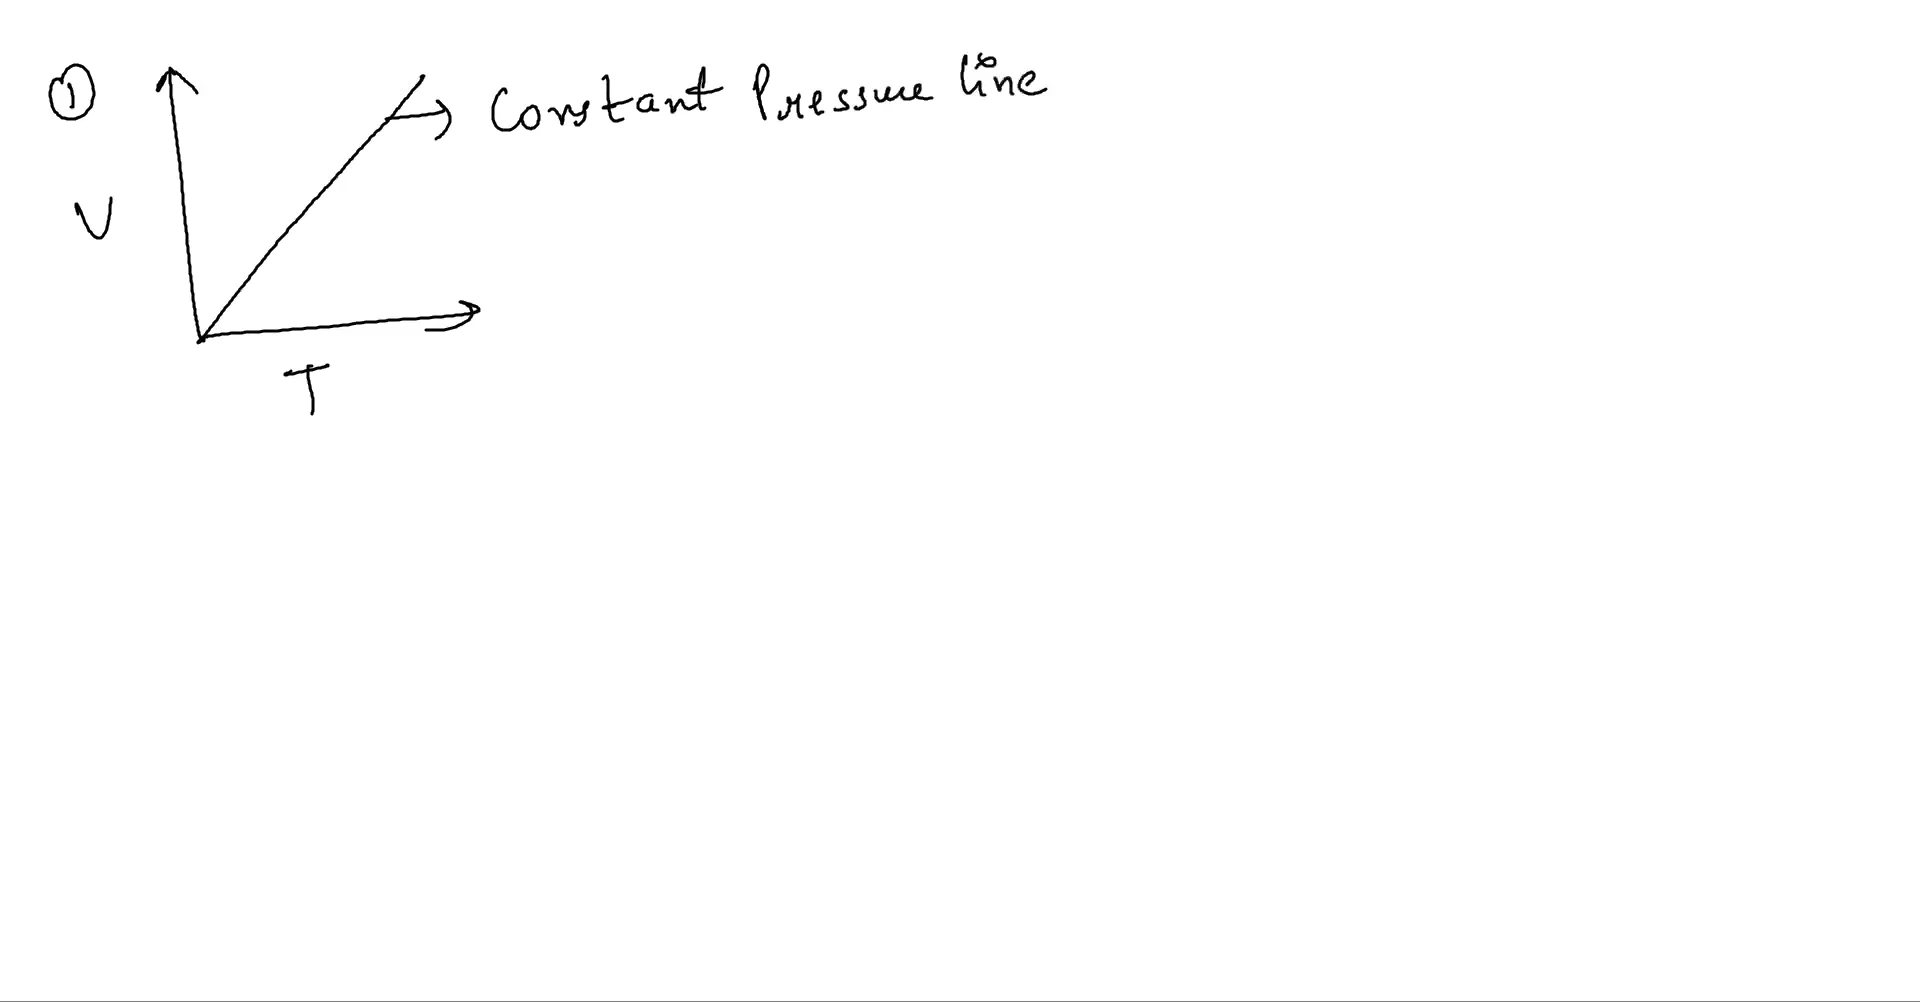 ① Constant Pressure line
V
T